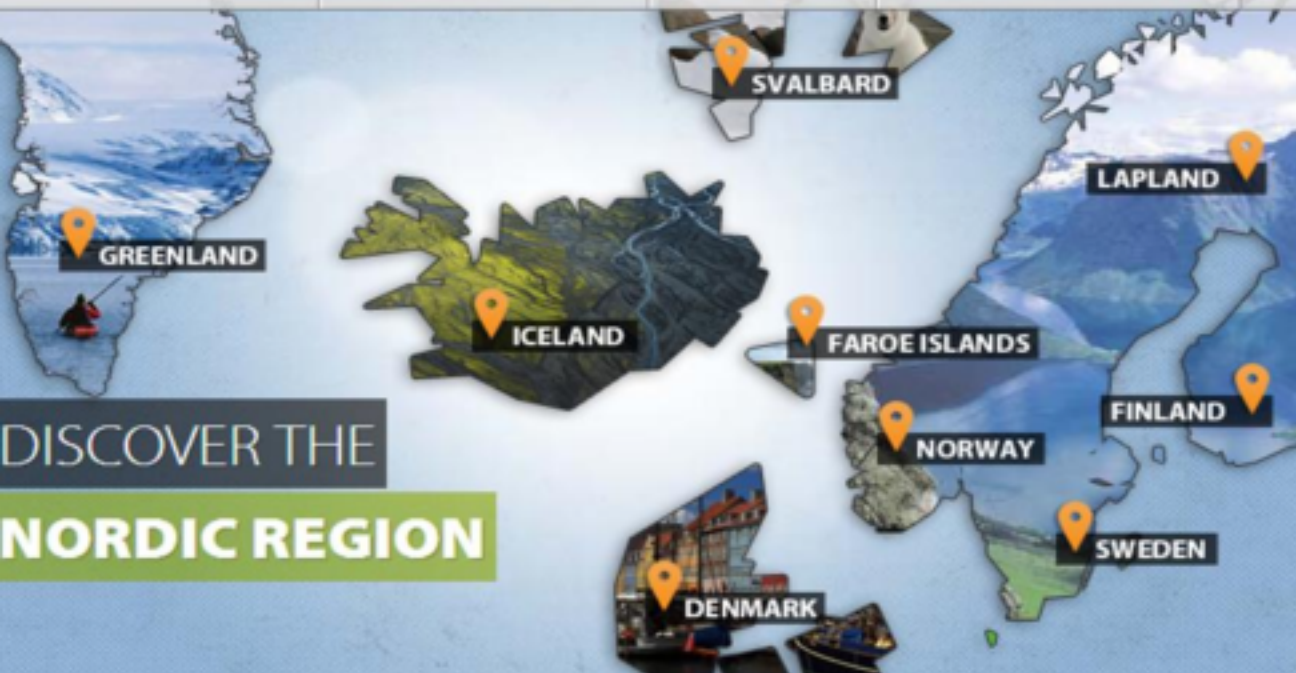 SVALBARD
LAPLAND
GREENLAND
ICELAND
FAROE ISLANDS
FINLAND
NORWAY
DISCOVER THE
NORDIC REGION
SWEDEN
DENMARK